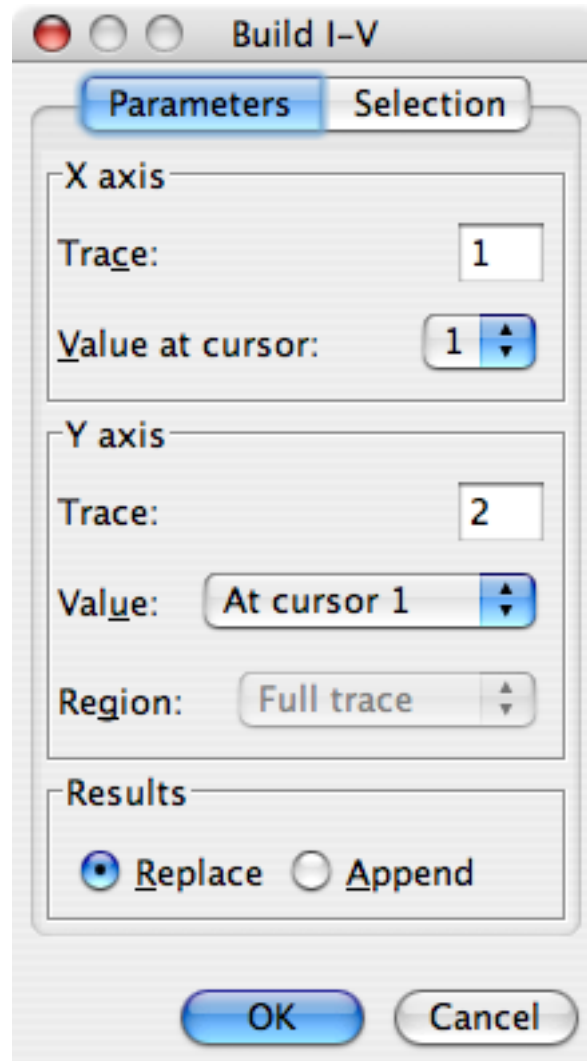 Build I-V
Parameters Selection
X axis
Trace: 1
Value at cursor: 1
Y axis
Trace: 2
Value: At cursor 1
Region: Full trace
Results
Replace Append
OK Cancel